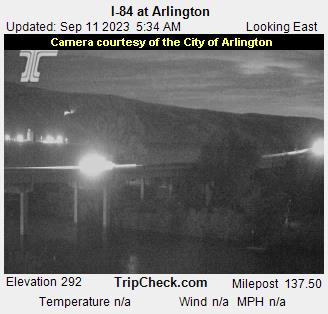 I-84 at Arlington
Updated: Sep 11 2023 5:34 AM Looking East
Camera courtesy of the City of Arlington
Elevation 292 TripCheck.com Milepost 137.50
Temperature n/a Wind n/a MPH n/a